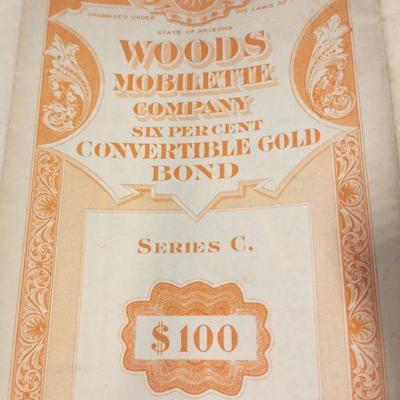 ORGANIZED UNDER THE LAWS OF
STATE OF ARIZONA
WOODS
MOBILETTE
COMPANY
SIX PER CENT
CONVERTIBLE GOLD
BOND
SERIES C.
$100